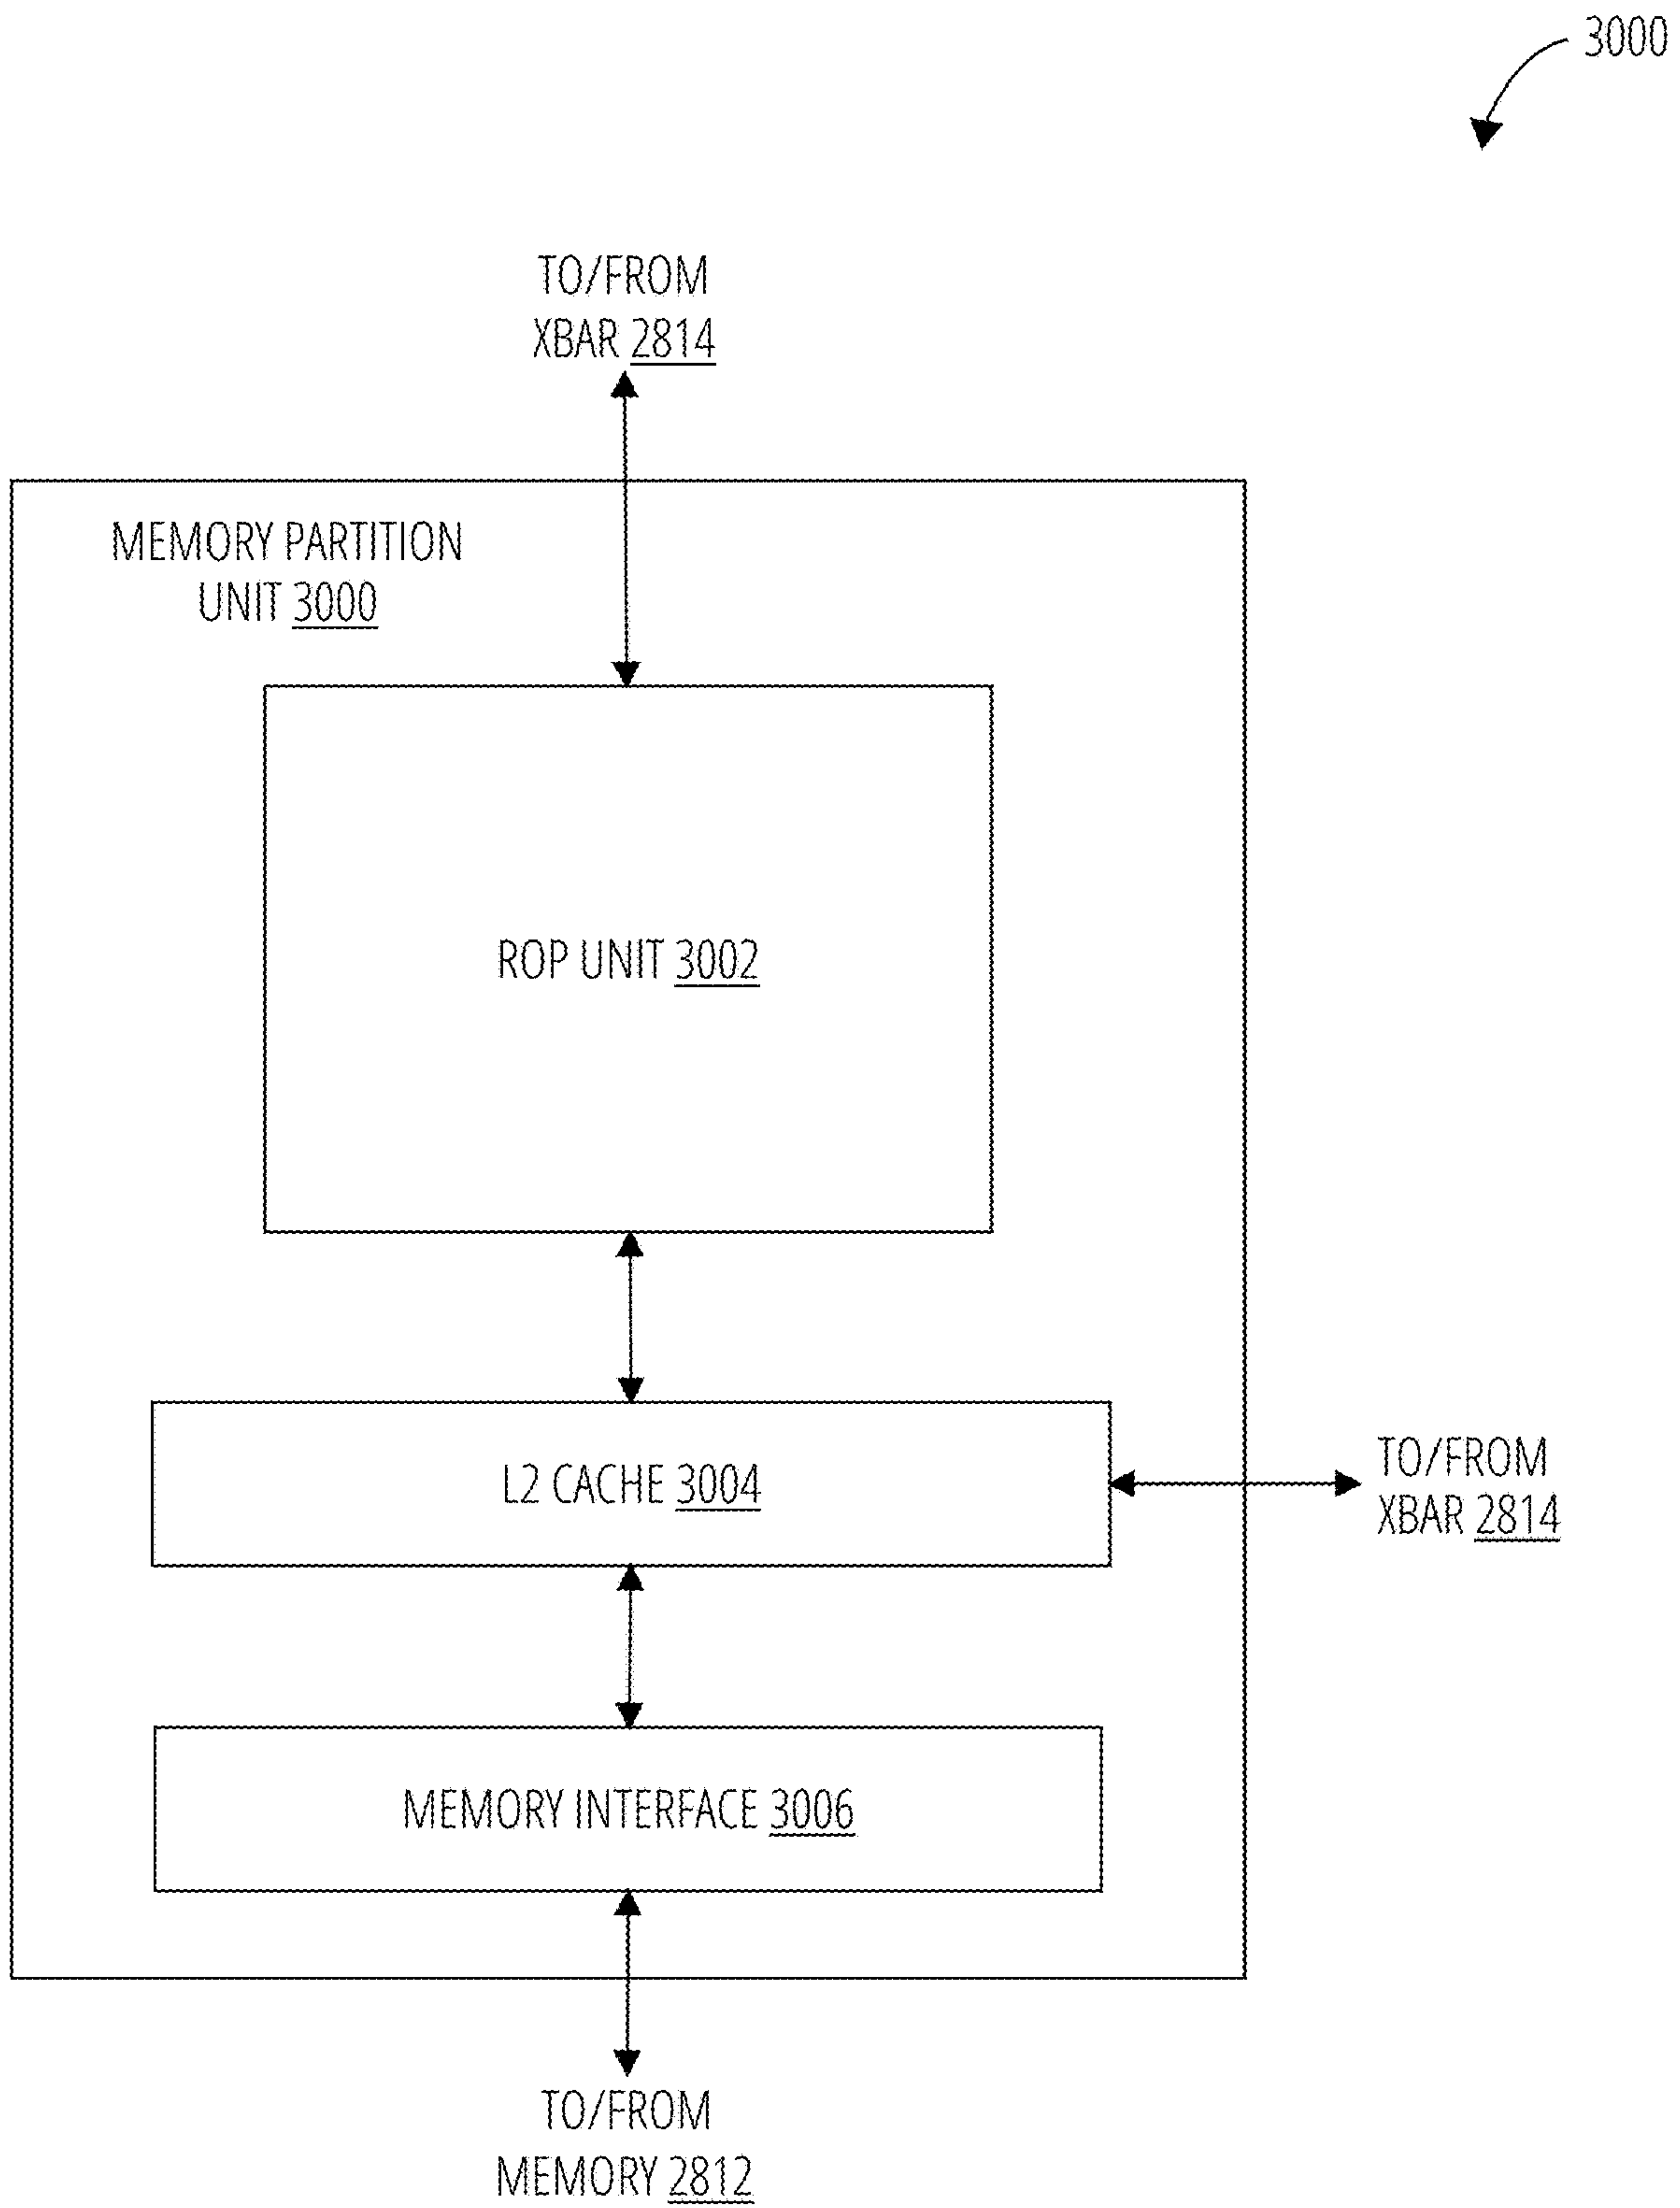 3000
TO/FROM
XBAR 2814
MEMORY PARTITION
UNIT 3000
ROP UNIT 3002
L2 CACHE 3004
TO/FROM
XBAR 2814
MEMORY INTERFACE 3006
TO/FROM
MEMORY 2812